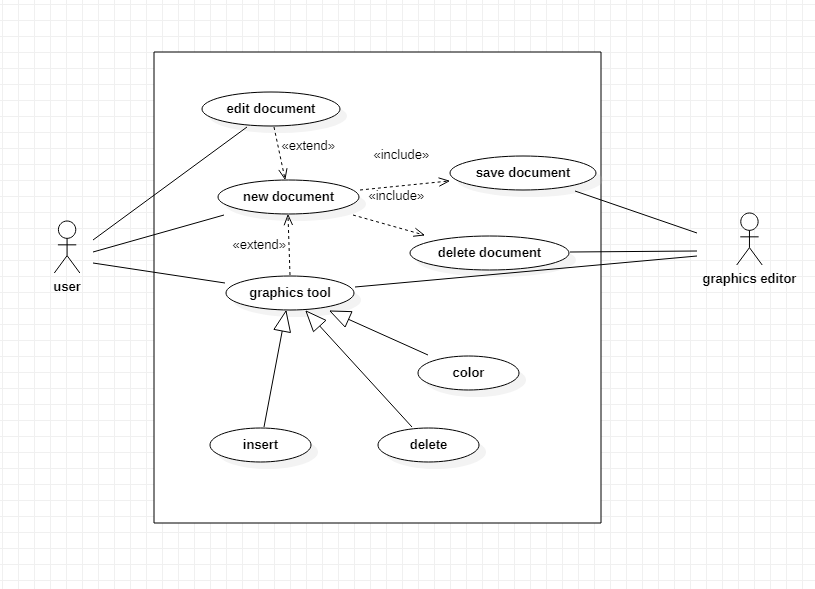 edit document
«extend»
«include»
save document
new document
«include»
«extend»
delete document
user
graphics editor
graphics tool
color
insert
delete